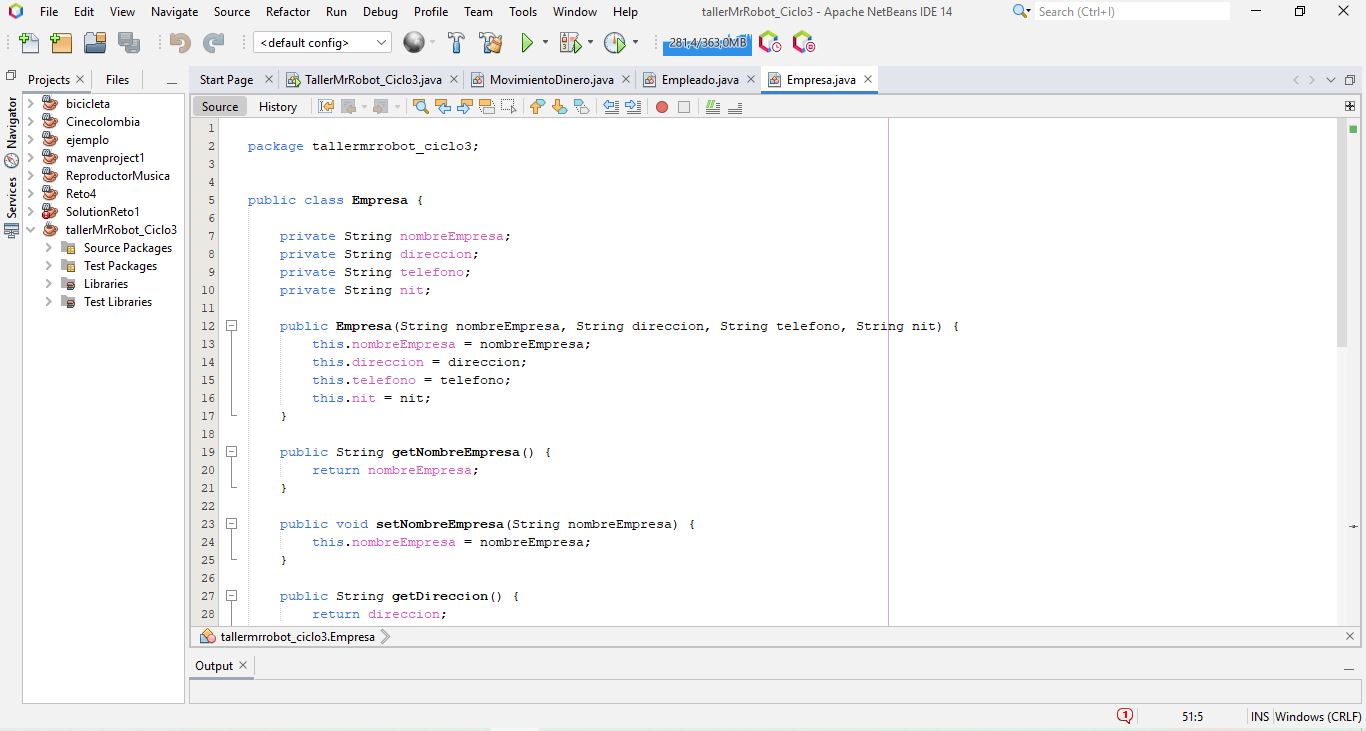 File Edit View Navigate Source Refactor Run Debug Profile Team Tools Window Help tallerMrRobot_Ciclo3 - Apache NetBeans IDE 14 Search (Ctrl+I)
<default config> 281,4/363,0MB
Projects Files Start Page TallerMrRobot_Ciclo3.java MovimientoDinero.java Empleado.java Empresa.java
Navigator
Services
bicicleta
Cinecolombia
ejemplo
mavenproject1
ReproductorMusica
Reto4
SolutionReto1
tallerMrRobot_Ciclo3
Source Packages
Test Packages
Libraries
Test Libraries
Source History
1
2 package tallermrrobot_ciclo3;
3
4
5 public class Empresa {
6
7 private String nombreEmpresa;
8 private String direccion;
9 private String telefono;
10 private String nit;
11
12 public Empresa(String nombreEmpresa, String direccion, String telefono, String nit) {
13 this.nombreEmpresa = nombreEmpresa;
14 this.direccion = direccion;
15 this.telefono = telefono;
16 this.nit = nit;
17 }
18
19 public String getNombreEmpresa() {
20 return nombreEmpresa;
21 }
22
23 public void setNombreEmpresa(String nombreEmpresa) {
24 this.nombreEmpresa = nombreEmpresa;
25 }
26
27 public String getDireccion() {
28 return direccion;
tallermrrobot_ciclo3.Empresa
Output
1 51:5 INS Windows (CRLF)